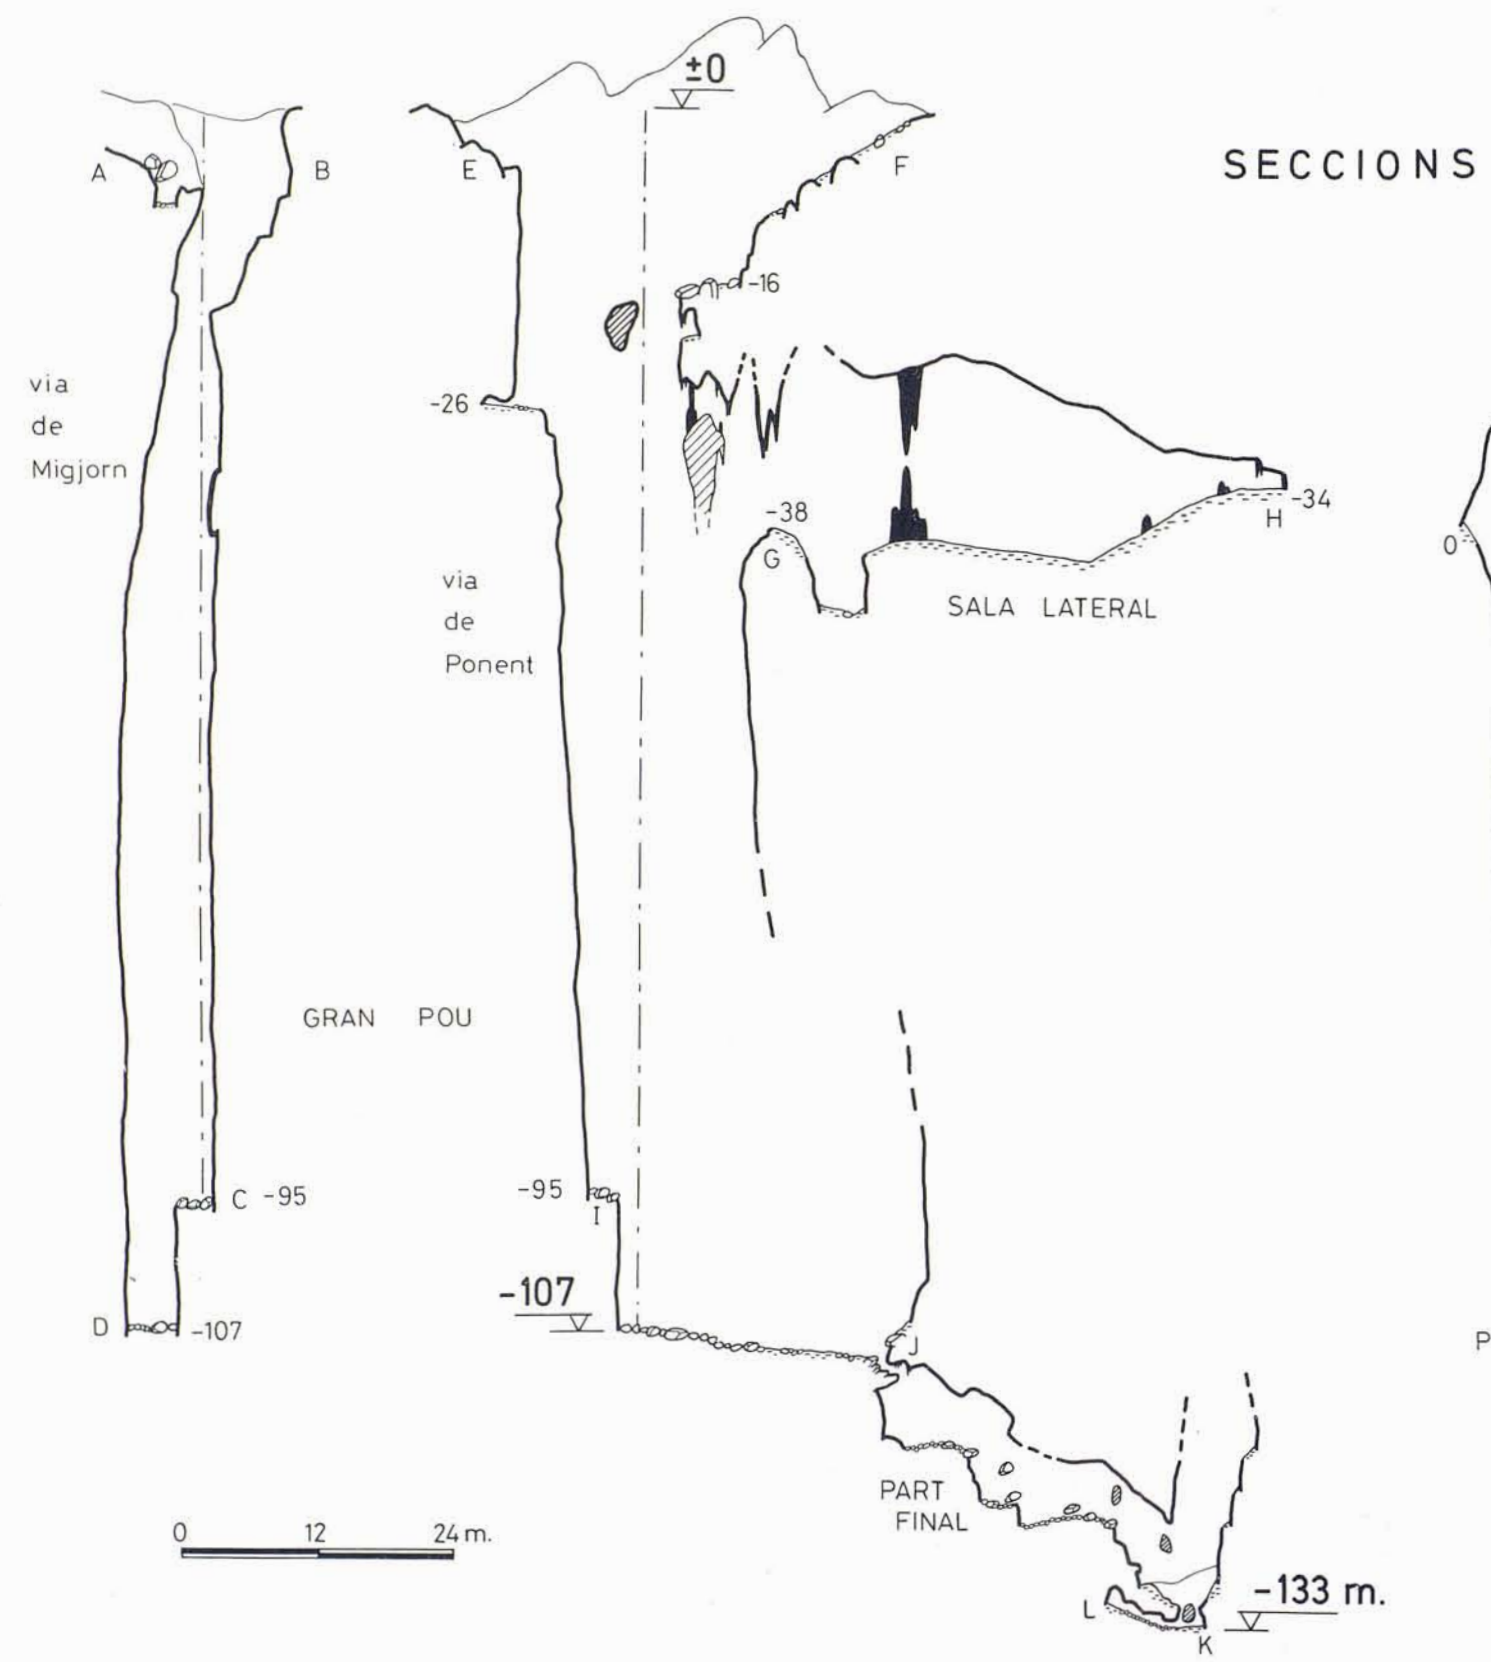 SECCIONS
±0
A
B
E
F
-16
via
de
Migjorn
-26
-38
G
-34
H
O
SALA LATERAL
via
de
Ponent
GRAN POU
C -95
-95
I
-107
D
-107
J
P
PART
FINAL
0 12 24 m.
L
-133 m.
K